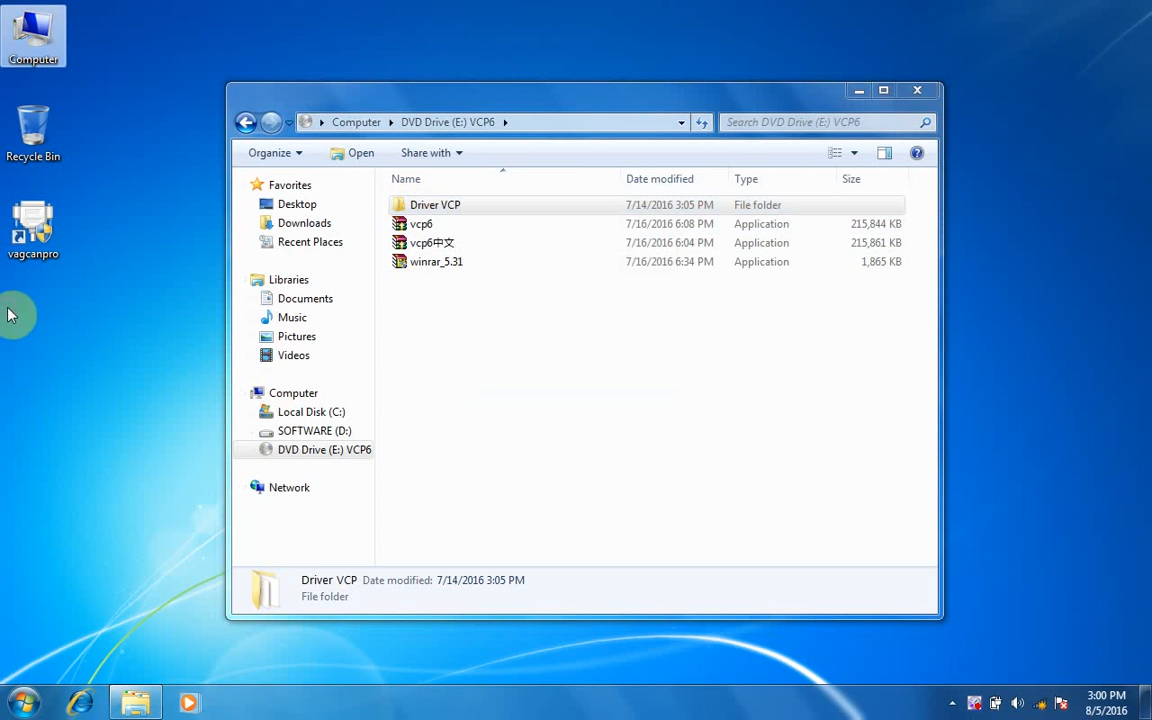 Computer
Recycle Bin
vagcanpro
Computer
DVD Drive (E:) VCP6
Search DVD Drive (E:) VCP6
Organize
Open
Share with
Name
Date modified
Type
Size
Driver VCP
7/14/2016 3:05 PM
File folder
vcp6
7/16/2016 6:08 PM
Application
215,844 KB
vcp6中文
7/16/2016 6:04 PM
Application
215,861 KB
winrar_5.31
7/16/2016 6:34 PM
Application
1,865 KB
Favorites
Desktop
Downloads
Recent Places
Libraries
Documents
Music
Pictures
Videos
Computer
Local Disk (C:)
SOFTWARE (D:)
DVD Drive (E:) VCP6
Network
Driver VCP Date modified: 7/14/2016 3:05 PM
File folder
3:00 PM
8/5/2016